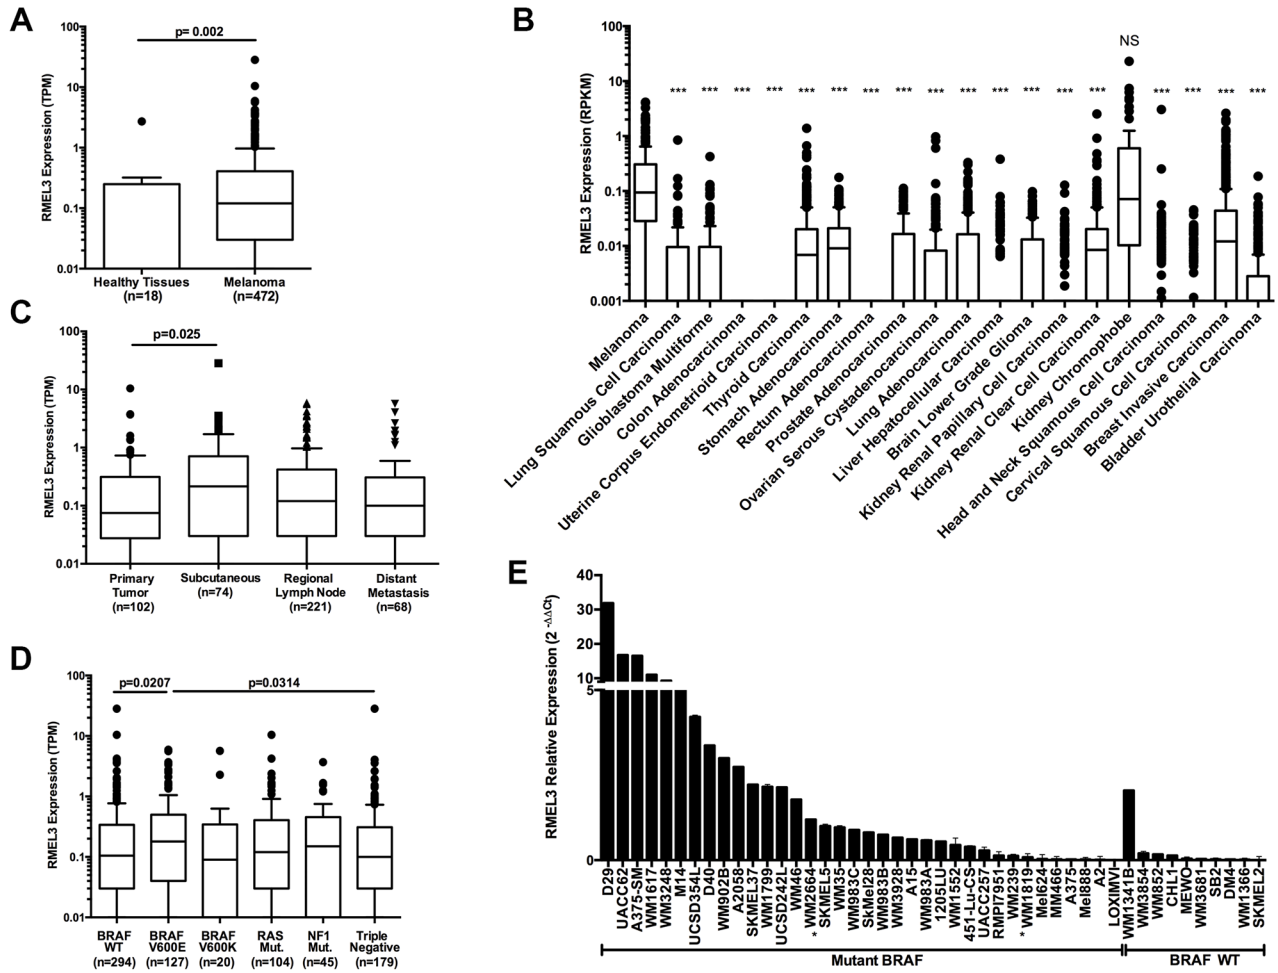 A
p= 0.002
RMEL3 Expression (TPM)
100
10
1
0.1
0.01
Healthy Tissues
(n=18)
Melanoma
(n=472)
B
RMEL3 Expression (RPKM)
100
10
1
0.1
0.01
0.001
*** *** *** *** *** *** *** *** *** *** *** *** *** *** NS *** *** *** ***
Melanoma
Lung Squamous Cell Carcinoma
Glioblastoma Multiforme
Colon Adenocarcinoma
Uterine Corpus Endometrioid Carcinoma
Thyroid Carcinoma
Stomach Adenocarcinoma
Rectum Adenocarcinoma
Prostate Adenocarcinoma
Ovarian Serous Cystadenocarcinoma
Lung Adenocarcinoma
Liver Hepatocellular Carcinoma
Brain Lower Grade Glioma
Kidney Renal Papillary Cell Carcinoma
Kidney Renal Clear Cell Carcinoma
Kidney Chromophobe
Head and Neck Squamous Cell Carcinoma
Cervical Squamous Cell Carcinoma
Breast Invasive Carcinoma
Bladder Urothelial Carcinoma
C
p=0.025
RMEL3 Expression (TPM)
100
10
1
0.1
0.01
Primary
Tumor
(n=102)
Subcutaneous
(n=74)
Regional
Lymph Node
(n=221)
Distant
Metastasis
(n=68)
D
p=0.0207
p=0.0314
RMEL3 Expression (TPM)
100
10
1
0.1
0.01
BRAF
WT
(n=294)
BRAF
V600E
(n=127)
BRAF
V600K
(n=20)
RAS
Mut.
(n=104)
NF1
Mut.
(n=45)
Triple
Negative
(n=179)
E
RMEL3 Relative Expression (2 -ΔΔCt)
40
30
20
10
5
0
D29
UACC62
A375-SM
WM1617
WM3248
M14
UCSD354L
D40
WM902B
A2058
SKMEL37
WM1799
UCSD242L
WM46
* WM2664
SKMEL5
WM35
WM983C
SkMel28
WM983B
WM3928
A15
WM983A
1205LU
WM1552
451-Lu-CS
UACC257
RMPI7951
WM239
* WM1819
Mel624
MM466
A375
Mel888
A2
LOXIMVI
WM1341B
WM3854
WM852
CHL1
MEWO
WM3681
SB2
DM4
WM1366
SKMEL2
Mutant BRAF
BRAF WT